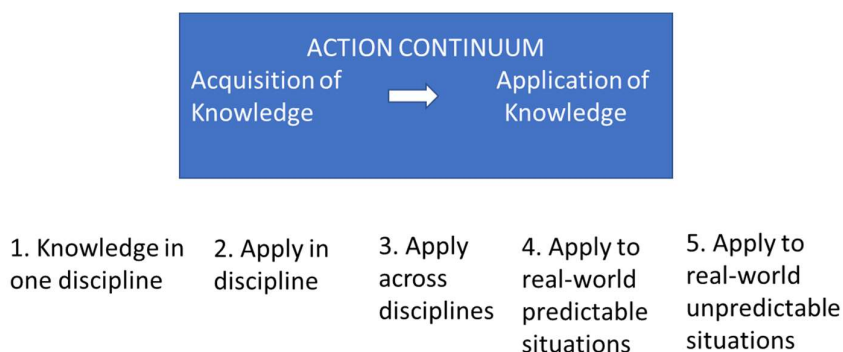 ACTION CONTINUUM
Acquisition of
Knowledge
Application of
Knowledge
1. Knowledge in
one discipline
2. Apply in
discipline
3. Apply
across
disciplines
4. Apply to
real-world
predictable
situations
5. Apply to
real-world
unpredictable
situations